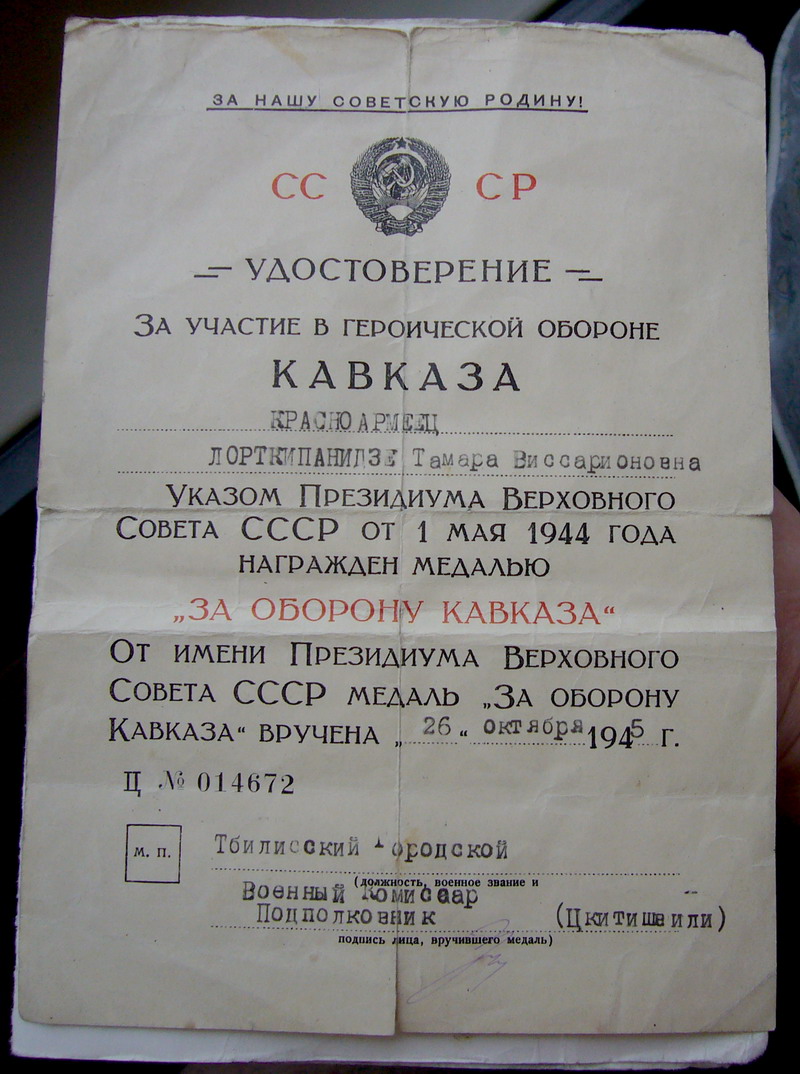 ЗА НАШУ СОВЕТСКУЮ РОДИНУ!
СС СР
УДОСТОВЕРЕНИЕ
ЗА УЧАСТИЕ В ГЕРОИЧЕСКОЙ ОБОРОНЕ
КАВКАЗА
КРАСНОАРМЕЕЦ
ЛОРТКИПАНИДЗЕ Тамара Виссарионовна
УКАЗОМ ПРЕЗИДИУМА ВЕРХОВНОГО
СОВЕТА СССР ОТ 1 МАЯ 1944 ГОДА
НАГРАЖДЕН МЕДАЛЬЮ
„ЗА ОБОРОНУ КАВКАЗА“
ОТ ИМЕНИ ПРЕЗИДИУМА ВЕРХОВНОГО
СОВЕТА СССР МЕДАЛЬ „ЗА ОБОРОНУ
КАВКАЗА“ ВРУЧЕНА „26“ октября 1945 Г.
Ц № 014672
М. П.
Тбилисский Городской
(должность, военное звание и
Военный Комиссар
Подполковник (Цкитишвили)
подпись лица, вручившего медаль)